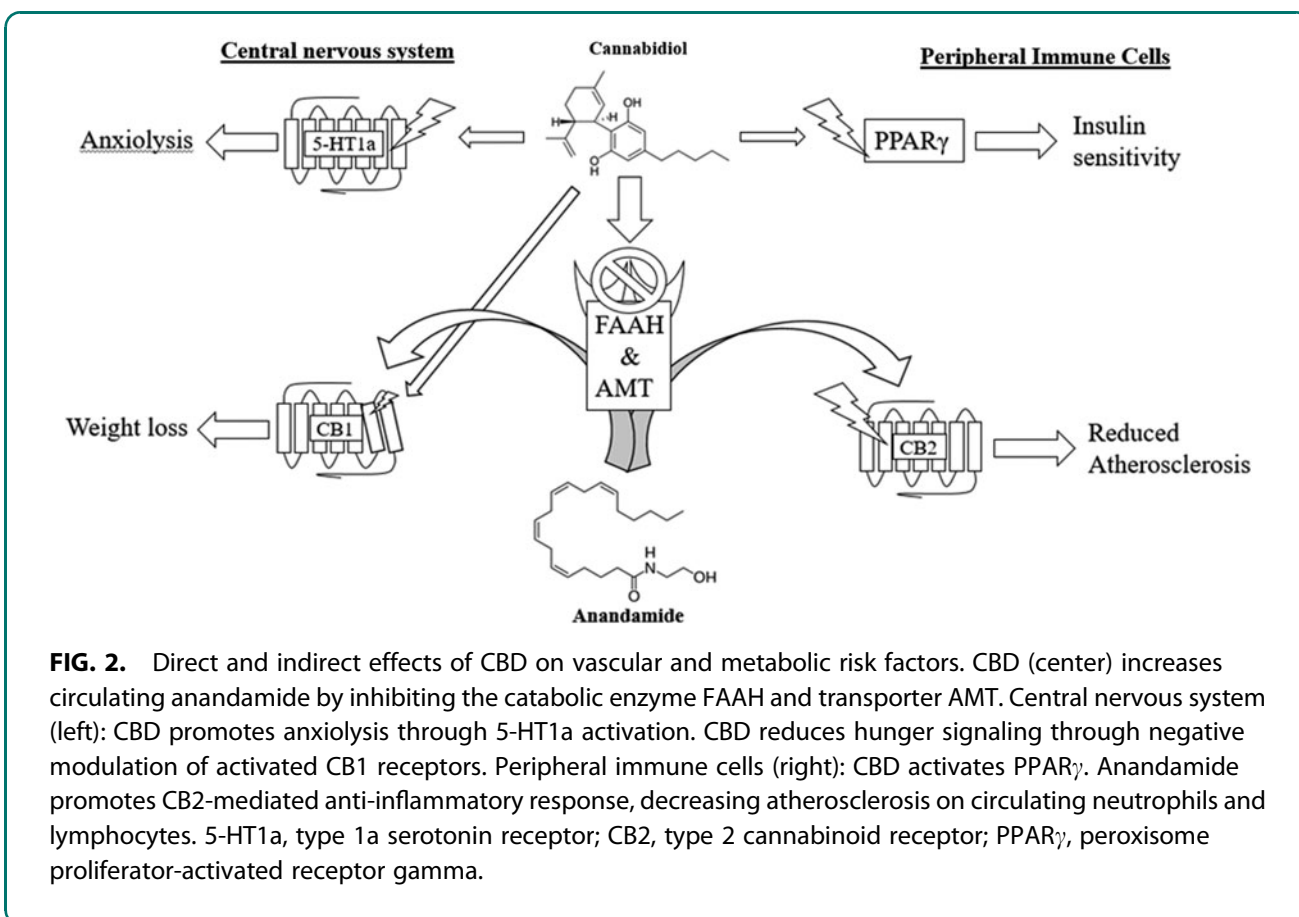 Central nervous system
Cannabidiol
Peripheral Immune Cells
Anxiolysis
5-HT1a
H
H
OH
O
H
PPARγ
Insulin
sensitivity
FAAH
&
AMT
Weight loss
CB1
CB2
Reduced
Atherosclerosis
H
N
OH
O
Anandamide
FIG. 2. Direct and indirect effects of CBD on vascular and metabolic risk factors. CBD (center) increases
circulating anandamide by inhibiting the catabolic enzyme FAAH and transporter AMT. Central nervous system
(left): CBD promotes anxiolysis through 5-HT1a activation. CBD reduces hunger signaling through negative
modulation of activated CB1 receptors. Peripheral immune cells (right): CBD activates PPARγ. Anandamide
promotes CB2-mediated anti-inflammatory response, decreasing atherosclerosis on circulating neutrophils and
lymphocytes. 5-HT1a, type 1a serotonin receptor; CB2, type 2 cannabinoid receptor; PPARγ, peroxisome
proliferator-activated receptor gamma.